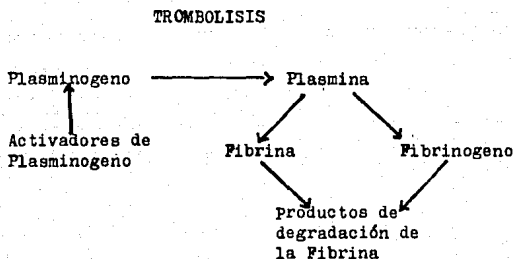 TROMBOLISIS
Plasminogeno
Plasmina
Activadores de
Plasminogeno
Fibrina
Fibrinogeno
Productos de
degradación de
la Fibrina